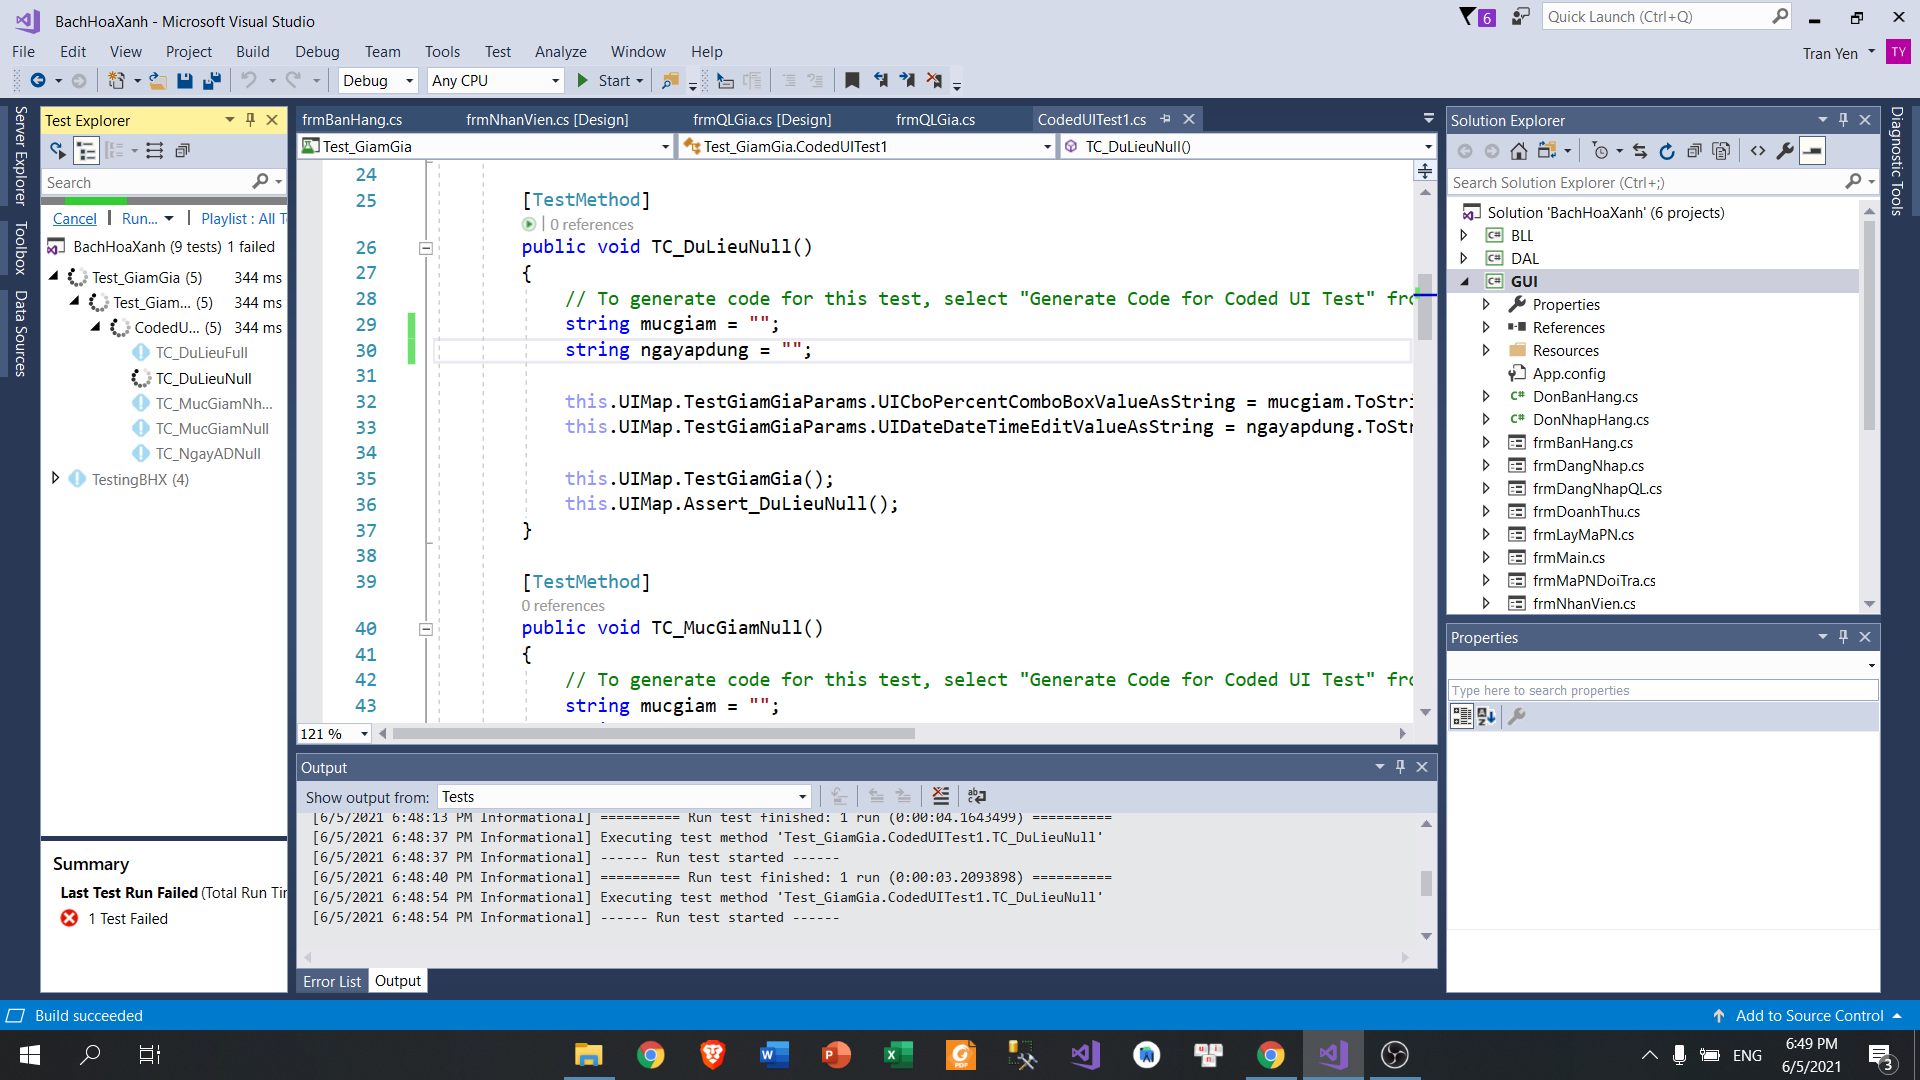 BachHoaXanh - Microsoft Visual Studio
6
Quick Launch (Ctrl+Q)
File Edit View Project Build Debug Team Tools Test Analyze Window Help
Tran Yen
TY
Debug
Any CPU
Start
Server Explorer
Toolbox
Data Sources
Test Explorer
Search
Cancel
Run...
Playlist : All T
BachHoaXanh (9 tests) 1 failed
Test_GiamGia (5) 344 ms
Test_Giam... (5) 344 ms
CodedU... (5) 344 ms
TC_DuLieuFull
TC_DuLieuNull
TC_MucGiamNh...
TC_MucGiamNull
TC_NgayADNull
TestingBHX (4)
Summary
Last Test Run Failed (Total Run Tir
1 Test Failed
frmBanHang.cs
frmNhanVien.cs [Design]
frmQLGia.cs [Design]
frmQLGia.cs
CodedUITest1.cs
Test_GiamGia
Test_GiamGia.CodedUITest1
TC_DuLieuNull()
24
25 [TestMethod]
| 0 references
26 public void TC_DuLieuNull()
27 {
28 // To generate code for this test, select "Generate Code for Coded UI Test" fro
29 string mucgiam = "";
30 string ngayapdung = "";
31
32 this.UIMap.TestGiamGiaParams.UICboPercentComboBoxValueAsString = mucgiam.ToStri
33 this.UIMap.TestGiamGiaParams.UIDateDateTimeEditValueAsString = ngayapdung.ToStr
34
35 this.UIMap.TestGiamGia();
36 this.UIMap.Assert_DuLieuNull();
37 }
38
39 [TestMethod]
0 references
40 public void TC_MucGiamNull()
41 {
42 // To generate code for this test, select "Generate Code for Coded UI Test" fro
43 string mucgiam = "";
121 %
Output
Show output from: Tests
[6/5/2021 6:48:13 PM Informational] ========== Run test finished: 1 run (0:00:04.1643499) ==========
[6/5/2021 6:48:37 PM Informational] Executing test method 'Test_GiamGia.CodedUITest1.TC_DuLieuNull'
[6/5/2021 6:48:37 PM Informational] ------ Run test started ------
[6/5/2021 6:48:40 PM Informational] ========== Run test finished: 1 run (0:00:03.2093898) ==========
[6/5/2021 6:48:54 PM Informational] Executing test method 'Test_GiamGia.CodedUITest1.TC_DuLieuNull'
[6/5/2021 6:48:54 PM Informational] ------ Run test started ------
Error List
Output
Solution Explorer
Search Solution Explorer (Ctrl+;)
Solution 'BachHoaXanh' (6 projects)
C# BLL
C# DAL
C# GUI
Properties
References
Resources
App.config
C# DonBanHang.cs
C# DonNhapHang.cs
frmBanHang.cs
frmDangNhap.cs
frmDangNhapQL.cs
frmDoanhThu.cs
frmLayMaPN.cs
frmMain.cs
frmMaPNDoiTra.cs
frmNhanVien.cs
Properties
Type here to search properties
Diagnostic Tools
Build succeeded
Add to Source Control
ENG
6:49 PM
6/5/2021
3